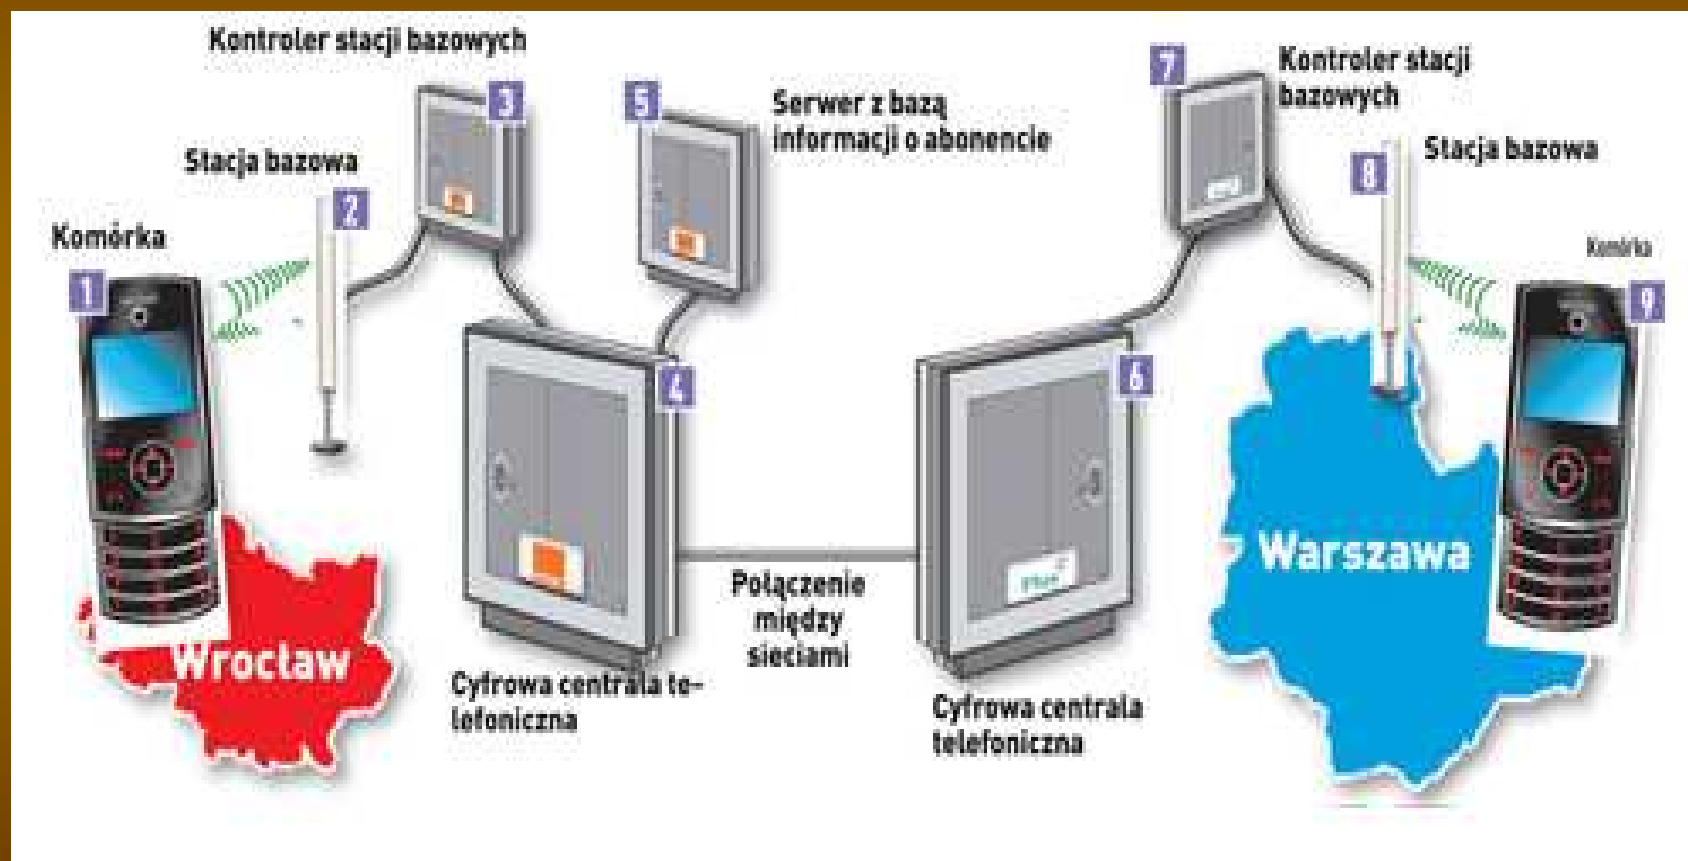 Kontroler stacji bazowych
3
5
Serwer z bazą
informacji o abonencie
7
Kontroler stacji
bazowych
Stacja bazowa
2
8
Stacja bazowa
Komórka
1
Komórka
9
4
6
Plus
Połączenie
między
sieciami
Warszawa
Wrocław
Cyfrowa centrala te-
lefoniczna
Cyfrowa centrala
telefoniczna